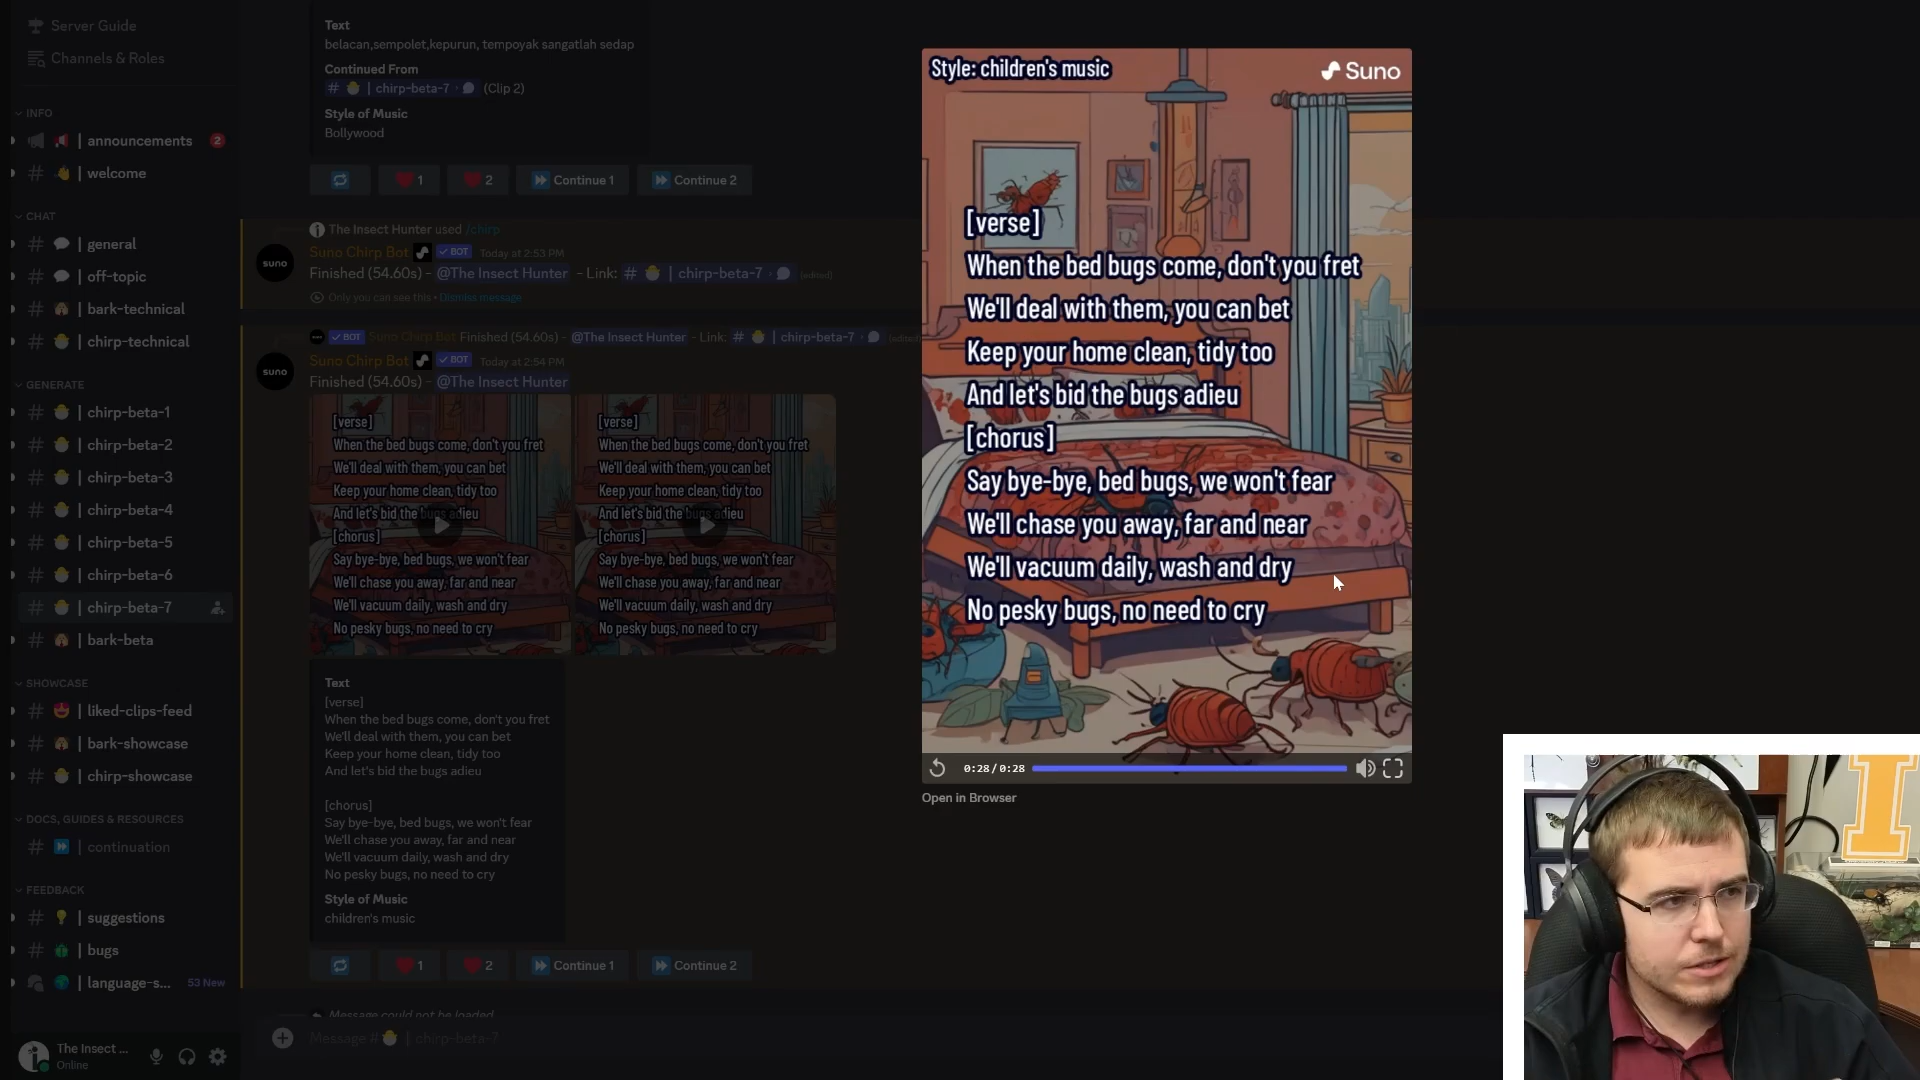 Server Guide
Channels & Roles
INFO
announcements
2
welcome
CHAT
general
off-topic
bark-technical
chirp-technical
GENERATE
chirp-beta-1
chirp-beta-2
chirp-beta-3
chirp-beta-4
chirp-beta-5
chirp-beta-6
chirp-beta-7
bark-beta
SHOWCASE
liked-clips-feed
bark-showcase
chirp-showcase
DOCS, GUIDES & RESOURCES
continuation
FEEDBACK
suggestions
bugs
language-s... 53 New
The Insect ...
Online
Text
belacan,sempolet,kepurun, tempoyak sangatlah sedap
Continued From
# | chirp-beta-7 · (Clip 2)
Style of Music
Bollywood
1 2 Continue 1 Continue 2
The Insect Hunter used /chirp
suno
Suno Chirp Bot BOT Today at 2:53 PM
Finished (54.60s) - @The Insect Hunter - Link: # | chirp-beta-7 · (edited)
Only you can see this • Dismiss message
BOT Suno Chirp Bot Finished (54.60s) - @The Insect Hunter - Link: # | chirp-beta-7 · (edited)
suno
Suno Chirp Bot BOT Today at 2:54 PM
Finished (54.60s) - @The Insect Hunter
[verse]
When the bed bugs come, don't you fret
We'll deal with them, you can bet
Keep your home clean, tidy too
And let's bid the bugs adieu
[chorus]
Say bye-bye, bed bugs, we won't fear
We'll chase you away, far and near
We'll vacuum daily, wash and dry
No pesky bugs, no need to cry
[verse]
When the bed bugs come, don't you fret
We'll deal with them, you can bet
Keep your home clean, tidy too
And let's bid the bugs adieu
[chorus]
Say bye-bye, bed bugs, we won't fear
We'll chase you away, far and near
We'll vacuum daily, wash and dry
No pesky bugs, no need to cry
Text
[verse]
When the bed bugs come, don't you fret
We'll deal with them, you can bet
Keep your home clean, tidy too
And let's bid the bugs adieu
[chorus]
Say bye-bye, bed bugs, we won't fear
We'll chase you away, far and near
We'll vacuum daily, wash and dry
No pesky bugs, no need to cry
Style of Music
children's music
1 2 Continue 1 Continue 2
Message could not be loaded
Message # | chirp-beta-7
Style: children's music
Suno
[verse]
When the bed bugs come, don't you fret
We'll deal with them, you can bet
Keep your home clean, tidy too
And let's bid the bugs adieu
[chorus]
Say bye-bye, bed bugs, we won't fear
We'll chase you away, far and near
We'll vacuum daily, wash and dry
No pesky bugs, no need to cry
0:28/0:28
Open in Browser
I